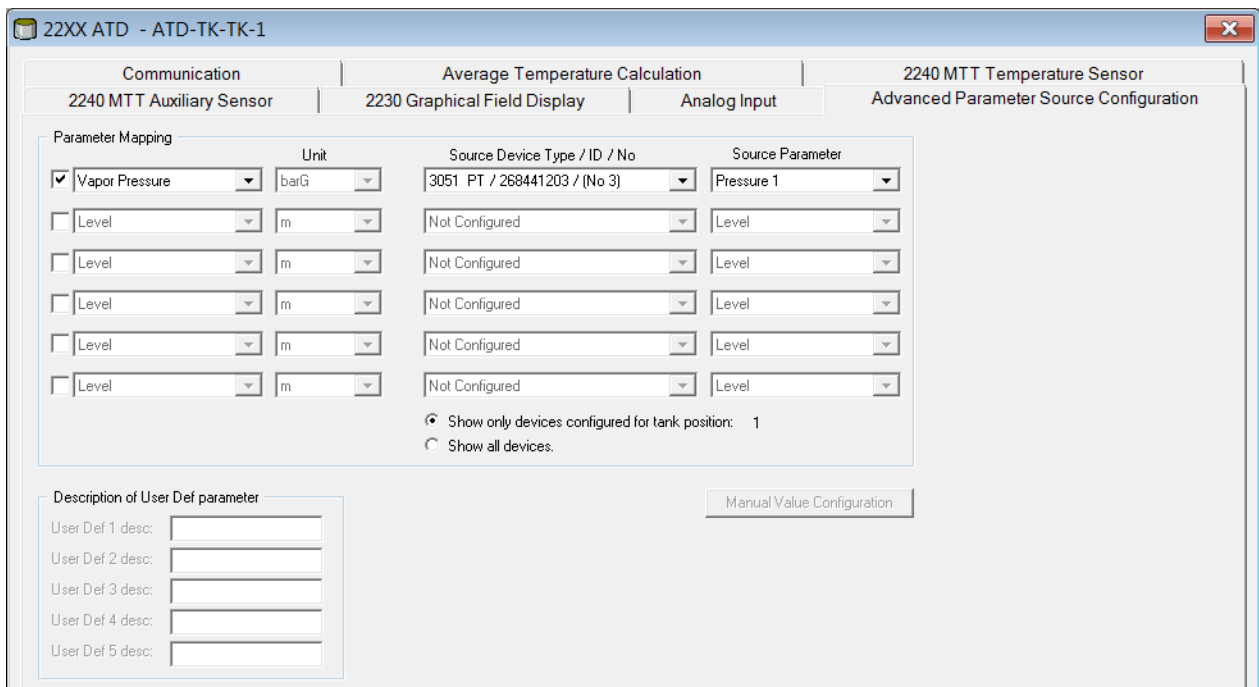 22XX ATD - ATD-TK-TK-1
Communication Average Temperature Calculation 2240 MTT Temperature Sensor
2240 MTT Auxiliary Sensor 2230 Graphical Field Display Analog Input Advanced Parameter Source Configuration
Parameter Mapping
Unit Source Device Type / ID / No Source Parameter
Vapor Pressure barG 3051 PT / 268441203 / (No 3) Pressure 1
Level m Not Configured Level
Level m Not Configured Level
Level m Not Configured Level
Level m Not Configured Level
Level m Not Configured Level
Show only devices configured for tank position: 1
Show all devices.
Description of User Def parameter
Manual Value Configuration
User Def 1 desc:
User Def 2 desc:
User Def 3 desc:
User Def 4 desc:
User Def 5 desc: